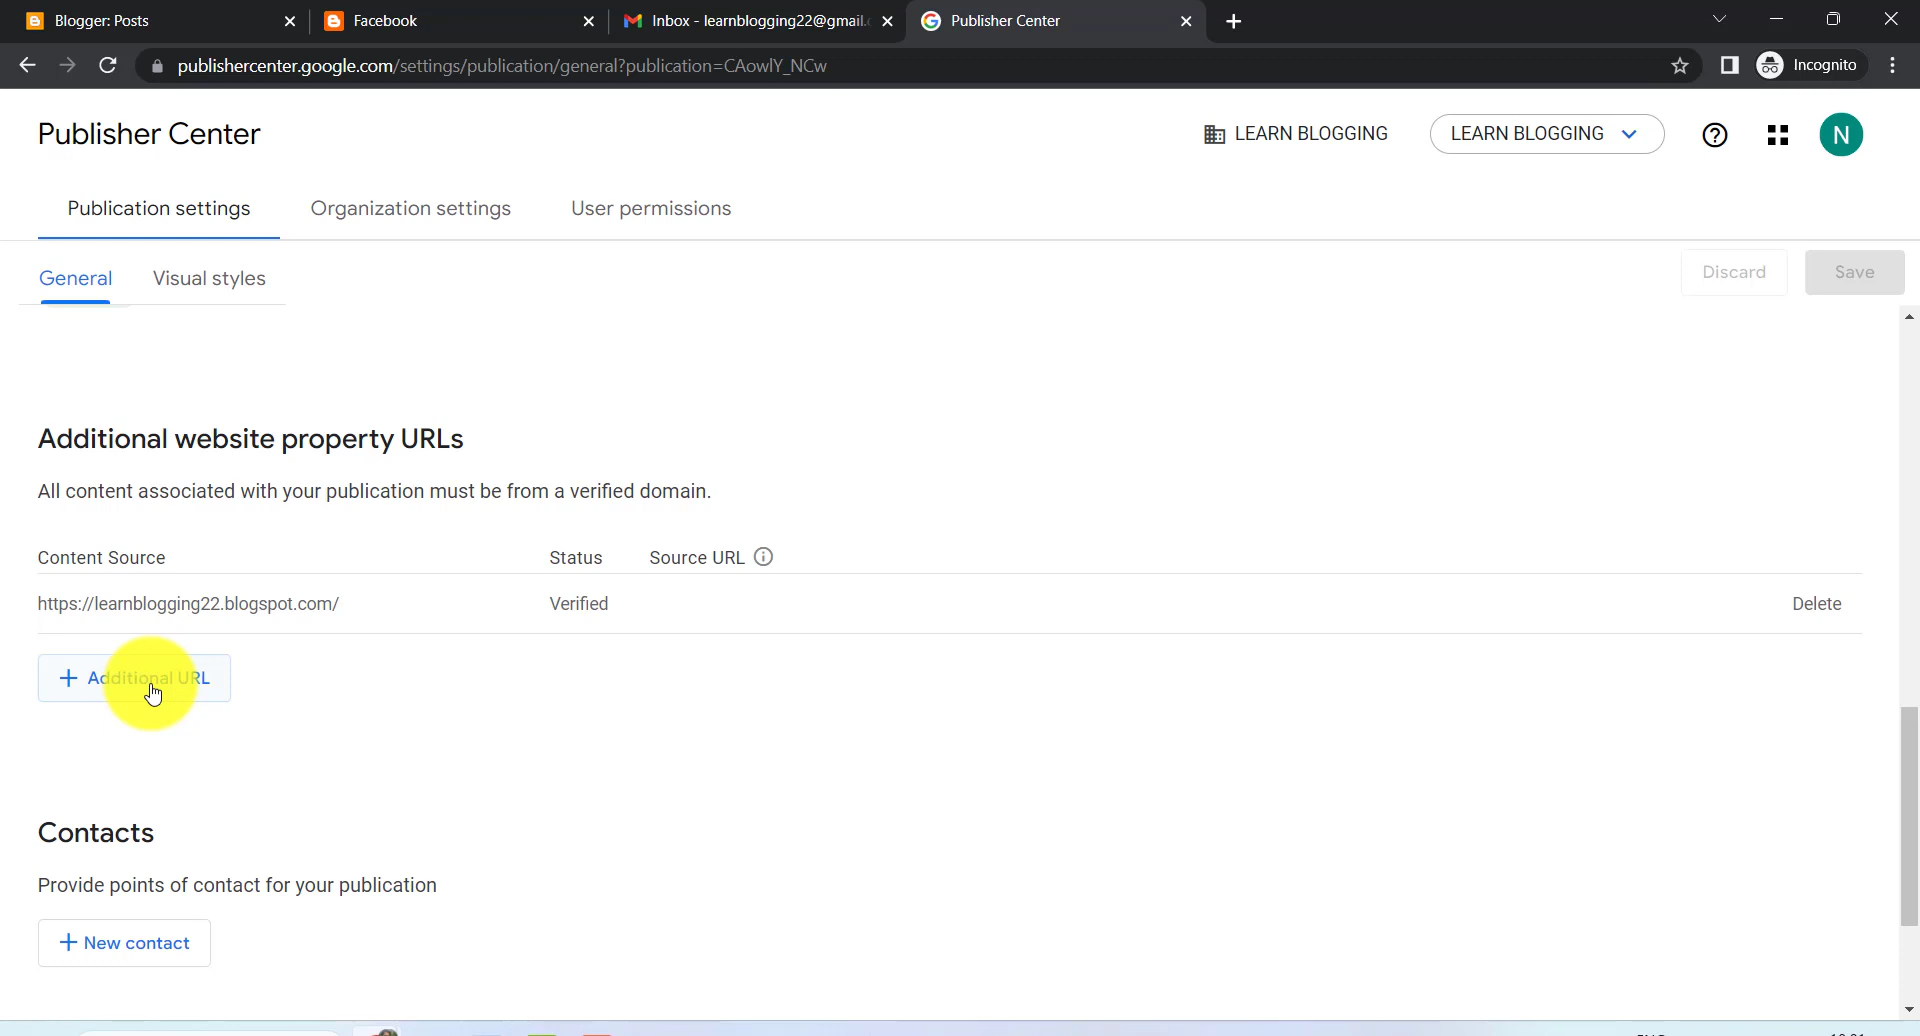 Blogger: Posts
Facebook
Inbox - learnblogging22@gmail.c
Publisher Center
publishercenter.google.com/settings/publication/general?publication=CAowlY_NCw
Incognito
Publisher Center
LEARN BLOGGING
LEARN BLOGGING
N
Publication settings
Organization settings
User permissions
General
Visual styles
Discard
Save
Additional website property URLs
All content associated with your publication must be from a verified domain.
Content Source
Status
Source URL
https://learnblogging22.blogspot.com/
Verified
Delete
+ Additional URL
Contacts
Provide points of contact for your publication
+ New contact